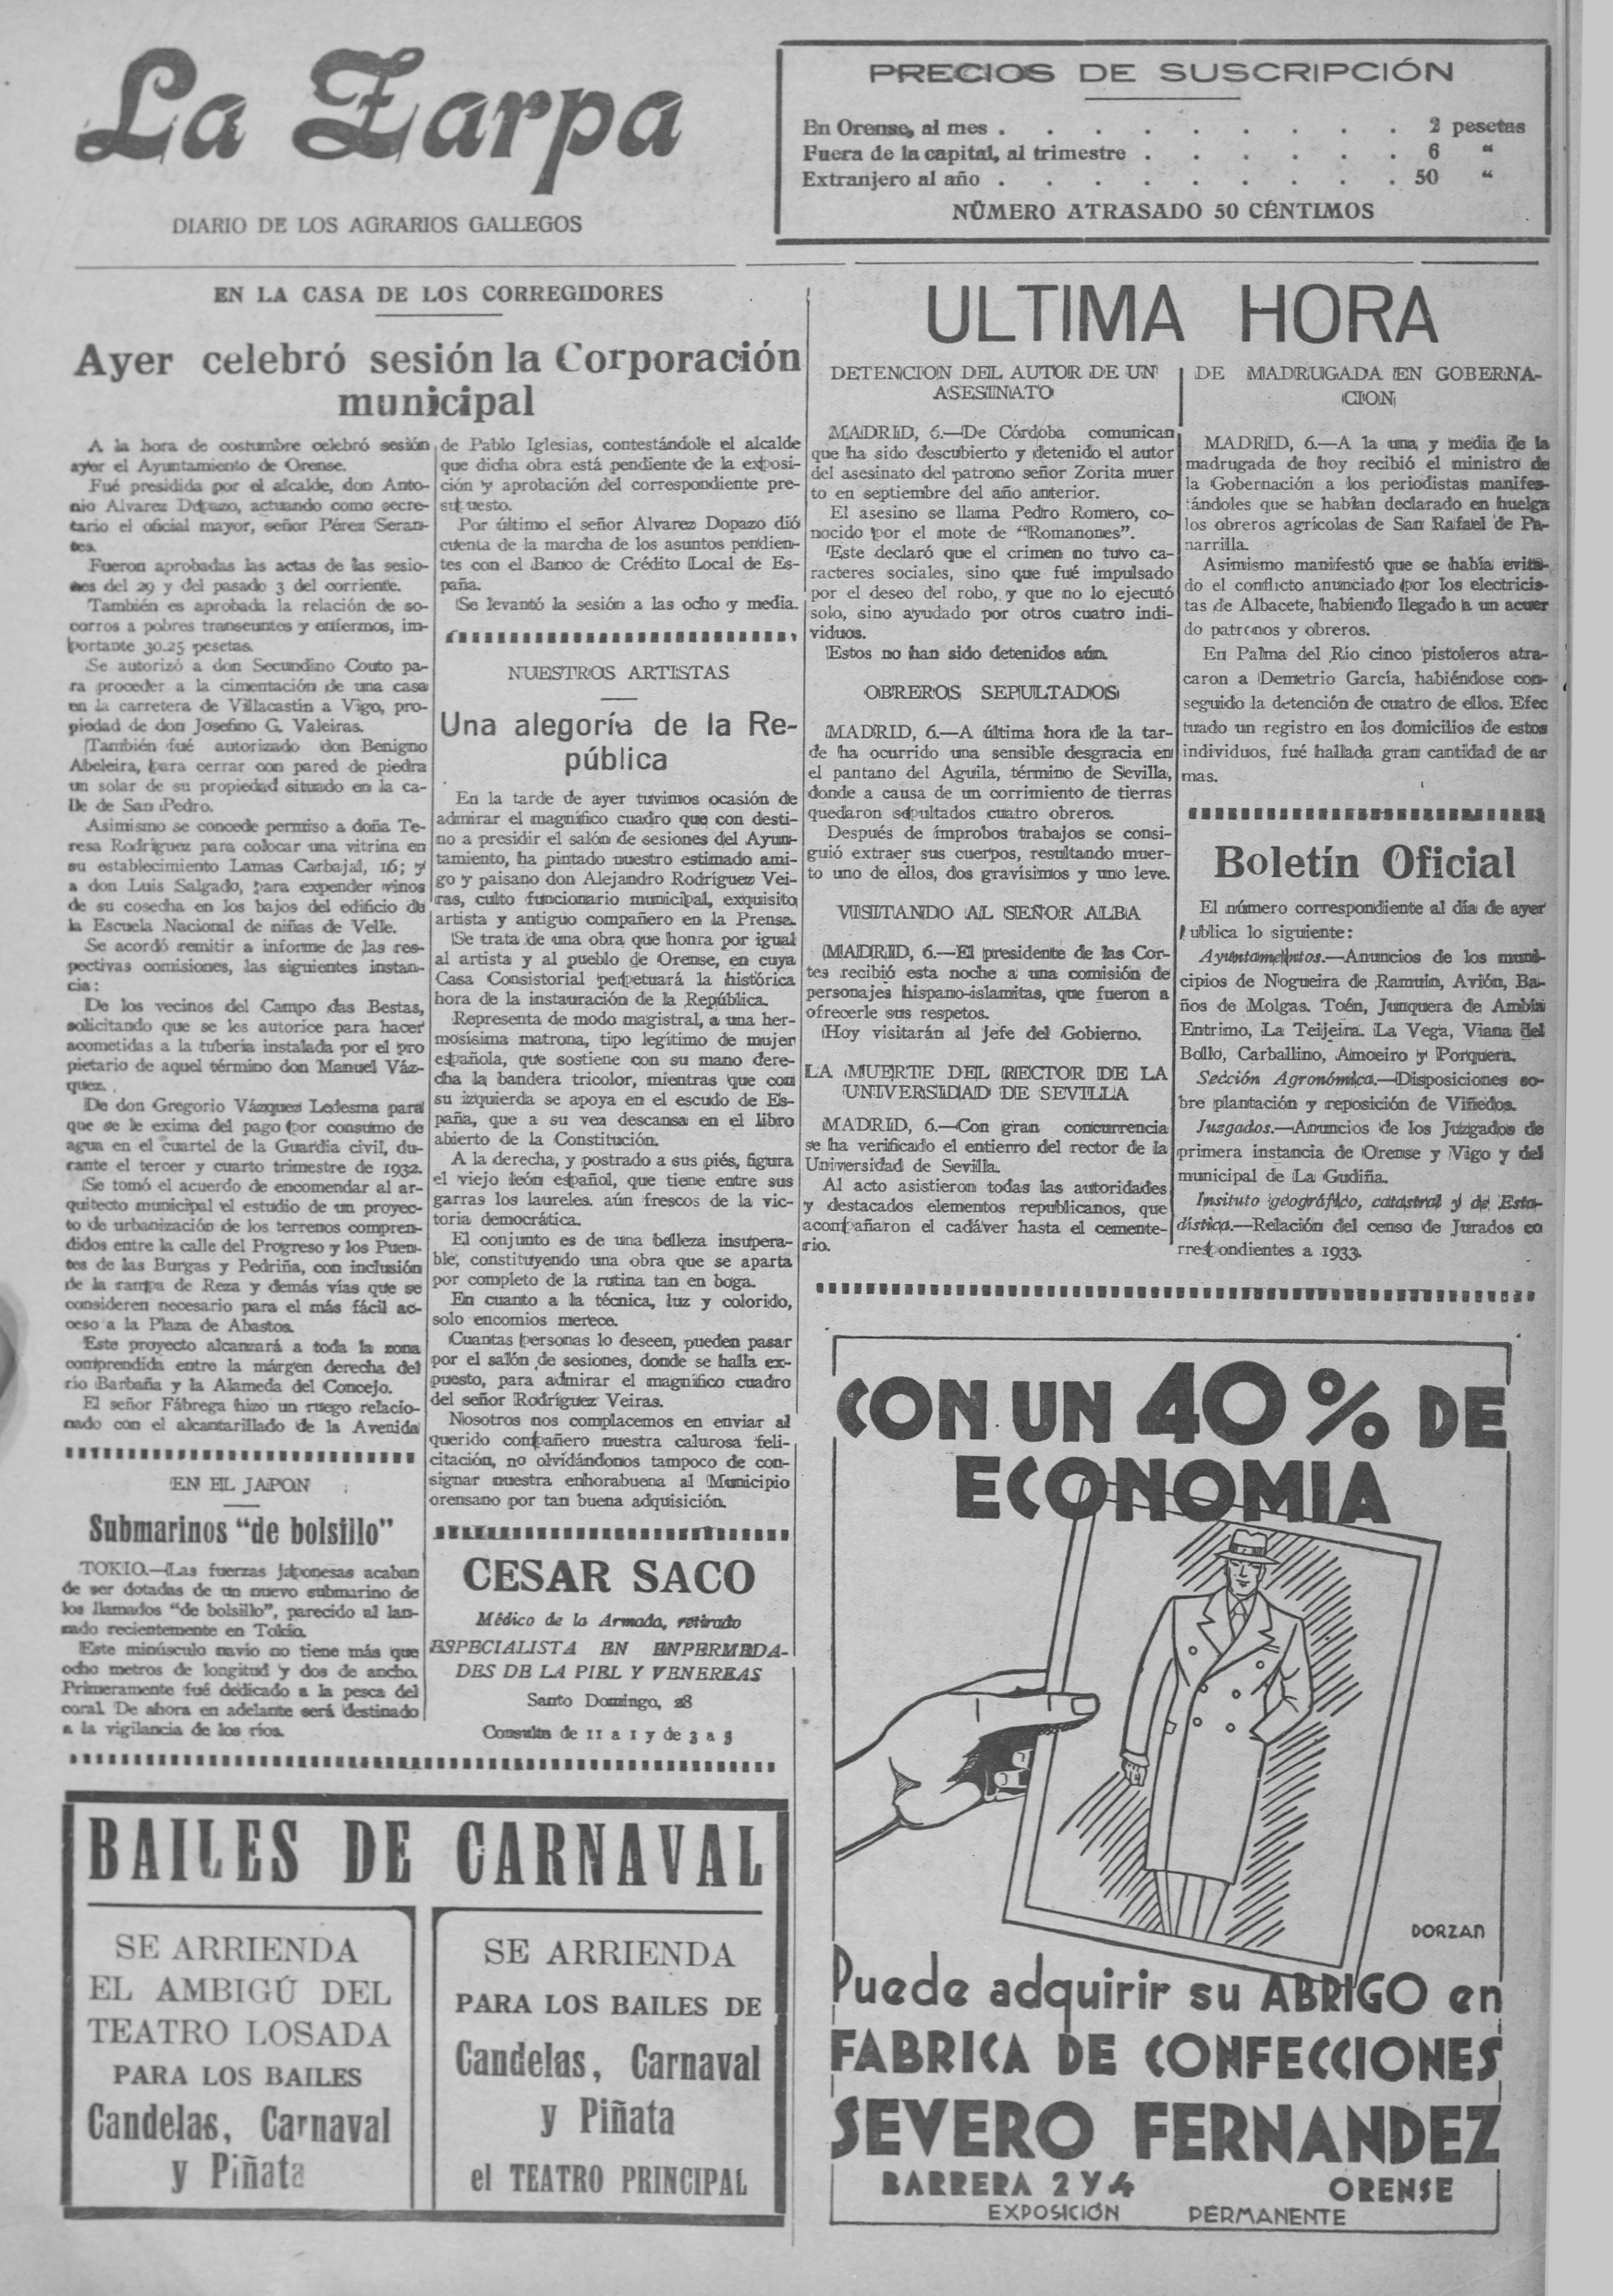 La Zarpa
DIARIO DE LOS AGRARIOS GALLEGOS
PRECIOS DE SUSCRIPCIÓN
En Orense, al mes . . . . . . . . . 2 pesetas
Fuera de la capital, al trimestre . . . . . . 6 “
Extranjero al año . . . . . . . . . 50 “
NÚMERO ATRASADO 50 CÉNTIMOS
EN LA CASA DE LOS CORREGIDORES
Ayer celebró sesión la Corporación
municipal
A la hora de costumbre celebró sesión
ayer el Ayuntamiento de Orense.
Fué presidida por el alcalde, don Anto-
nio Alvarez Dopazo, actuando como secre-
tario el oficial mayor, señor Pérez Seran-
tes.
Fueron aprobadas las actas de las sesio-
nes del 29 y del pasado 3 del corriente.
También es aprobada la relación de so-
corros a pobres transeuntes y enfermos, im-
portante 30.25 pesetas.
Se autorizó a don Secundino Couto pa-
ra proceder a la cimentación de una casa
en la carretera de Villacastín a Vigo, pro-
piedad de don Josefino G. Valeiras.
También fué autorizado don Benigno
Abeleira, para cerrar con pared de piedra
un solar de su propiedad situado en la ca-
lle de San Pedro.
Asimismo se concede permiso a doña Te-
resa Rodríguez para colocar una vitrina en
su establecimiento Lamas Carbajal, 16; y
a don Luis Salgado, para expender vinos
de su cosecha en los bajos del edificio de
la Escuela Nacional de niñas de Velle.
Se acordó remitir a informe de las res-
pectivas comisiones, las siguientes instan-
cia:
De los vecinos del Campo das Bestas,
solicitando que se les autorice para hacer
acometidas a la tubería instalada por el pro
pietario de aquel término don Manuel Váz-
quez.
De don Gregorio Vázquez Ledesma para
que se le exima del pago por consumo de
agua en el cuartel de la Guardia civil, du-
rante el tercer y cuarto trimestre de 1932.
Se tomó el acuerdo de encomendar al ar-
quitecto municipal el estudio de un proyec-
to de urbanización de los terrenos compren-
didos entre la calle del Progreso y los Puen-
tes de las Burgas y Pedriña, con inclusión
de la rampa de Reza y demás vías que se
consideren necesario para el más fácil ac-
ceso a la Plaza de Abastos.
Este proyecto alcanzará a toda la zona
comprendida entre la márgen derecha del
río Barbaña y la Alameda del Concejo.
El señor Fábrega hizo un ruego relacio-
nado con el alcantarillado de la Avenida
de Pablo Iglesias, contestándole el alcalde
que dicha obra está pendiente de la exposi-
ción y aprobación del correspondiente pre-
supuesto.
Por último el señor Alvarez Dopazo dió
cuenta de la marcha de los asuntos pendien-
tes con el Banco de Crédito Local de Es-
paña.
Se levantó la sesión a las ocho y media.
EN EL JAPON
Submarinos “de bolsillo”
TOKIO.—Las fuerzas japonesas acaban
de ser dotadas de un nuevo submarino de
los llamados “de bolsillo”, parecido al lan-
zado recientemente en Tokio.
Este minúsculo navío no tiene más que
ocho metros de longitud y dos de ancho.
Primeramente fué dedicado a la pesca del
coral. De ahora en adelante será destinado
a la vigilancia de los ríos.
NUESTROS ARTISTAS
Una alegoría de la Re-
pública
En la tarde de ayer tuvimos ocasión de
admirar el magnífico cuadro que con desti-
no a presidir el salón de sesiones del Ayun-
tamiento, ha pintado nuestro estimado ami-
go y paisano don Alejandro Rodríguez Vei-
ras, culto funcionario municipal, exquisito
artista y antiguo compañero en la Prensa.
Se trata de una obra que honra por igual
al artista y al pueblo de Orense, en cuya
Casa Consistorial perpetuará la histórica
hora de la instauración de la República.
Representa de modo magistral, a una her-
mosísima matrona, tipo legítimo de mujer
española, que sostiene con su mano dere-
cha la bandera tricolor, mientras que con
su izquierda se apoya en el escudo de Es-
paña, que a su vea descansa en el libro
abierto de la Constitución.
A la derecha, y postrado a sus piés, figura
el viejo león español, que tiene entre sus
garras los laureles. aún frescos de la vic-
toria democrática.
El conjunto es de una belleza insupera-
ble, constituyendo una obra que se aparta
por completo de la rutina tan en boga.
En cuanto a la técnica, luz y colorido,
solo encomios merece.
Cuantas personas lo deseen, pueden pasar
por el salón de sesiones, donde se halla ex-
puesto, para admirar el magnífico cuadro
del señor Rodríguez Veiras.
Nosotros nos complacemos en enviar al
querido compañero nuestra calurosa feli-
citación, no olvidándonos tampoco de con-
signar nuestra enhorabuena al Municipio
orensano por tan buena adquisición.
CESAR SACO
Médico de la Armada, retirado
ESPECIALISTA EN ENFERMEDA-
DES DE LA PIEL Y VENEREAS
Santo Domingo, 28
Consulta de 11 a 1 y de 3 a 5
BAILES DE CARNAVAL
SE ARRIENDA
EL AMBIGÚ DEL
TEATRO LOSADA
PARA LOS BAILES
Candelas, Carnaval
y Piñata
SE ARRIENDA
PARA LOS BAILES DE
Candelas, Carnaval
y Piñata
el TEATRO PRINCIPAL
ULTIMA HORA
DETENCION DEL AUTOR DE UN
ASESINATO
MADRID, 6.—De Córdoba comunican
que ha sido descubierto y detenido el autor
del asesinato del patrono señor Zorita muer
to en septiembre del año anterior.
El asesino se llama Pedro Romero, co-
nocido por el mote de “Romanones”.
Este declaró que el crimen no tuvo ca-
racteres sociales, sino que fué impulsado
por el deseo del robo, y que no lo ejecutó
solo, sino ayudado por otros cuatro indi-
viduos.
Estos no han sido detenidos aún.
OBREROS SEPULTADOS
MADRID, 6.—A última hora de la tar-
de ha ocurrido una sensible desgracia en
el pantano del Aguila, término de Sevilla,
donde a causa de un corrimiento de tierras
quedaron sepultados cuatro obreros.
Después de ímprobos trabajos se consi-
guió extraer sus cuerpos, resultando muer-
to uno de ellos, dos gravísimos y uno leve.
VISITANDO AL SEÑOR ALBA
MADRID, 6.—El presidente de las Cor-
tes recibió esta noche a una comisión de
personajes hispano-islamitas, que fueron a
ofrecerle sus respetos.
Hoy visitarán al Jefe del Gobierno.
LA MUERTE DEL RECTOR DE LA
UNIVERSIDAD DE SEVILLA
MADRID, 6.—Con gran concurrencia
se ha verificado el entierro del rector de la
Universidad de Sevilla.
Al acto asistieron todas las autoridades
y destacados elementos republicanos, que
acompañaron el cadáver hasta el cemente-
rio.
DE MADRUGADA EN GOBERNA-
CION
MADRID, 6.—A la una y media de la
madrugada de hoy recibió el ministro de
la Gobernación a los periodistas manifes-
tándoles que se habían declarado en huelga
los obreros agrícolas de San Rafael de Pa-
narrilla.
Asimismo manifestó que se había evita-
do el conflicto anunciado por los electricis-
tas de Albacete, habiendo llegado a un acuer
do patronos y obreros.
En Palma del Río cinco pistoleros atra-
caron a Demetrio García, habiéndose con-
seguido la detención de cuatro de ellos. Efec
tuado un registro en los domicilios de estos
individuos, fué hallada gran cantidad de ar
mas.
Boletín Oficial
El número correspondiente al día de ayer
publica lo siguiente:
Ayuntamientos.—Anuncios de los muni-
cipios de Nogueira de Ramuín, Avión, Ba-
ños de Molgas. Toén, Junquera de Ambía
Entrimo, La Teijeira. La Vega, Viana del
Bollo, Carballino, Amoeiro y Porquera.
Sección Agronómica.—Disposiciones so-
bre plantación y reposición de Viñedos.
Juzgados.—Anuncios de los Juzgados de
primera instancia de Orense y Vigo y del
municipal de La Gudiña.
Insituto geográfico, catastral y de Esta-
dística.—Relación del censo de Jurados co
rrespondientes a 1933.
CON UN 40 % DE
ECONOMIA
DORZAN
Puede adquirir su ABRIGO en
FABRICA DE CONFECCIONES
SEVERO FERNANDEZ
BARRERA 2 Y 4 ORENSE
EXPOSICIÓN PERMANENTE